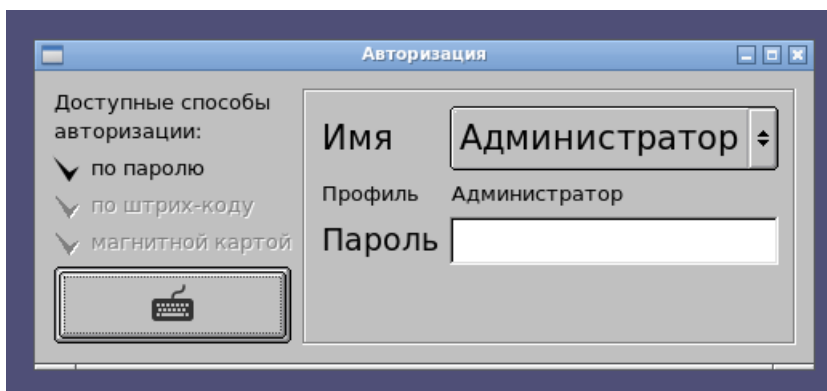 Авторизация
Доступные способы
авторизации:
по паролю
по штрих-коду
магнитной картой
Имя
Администратор
Профиль
Администратор
Пароль